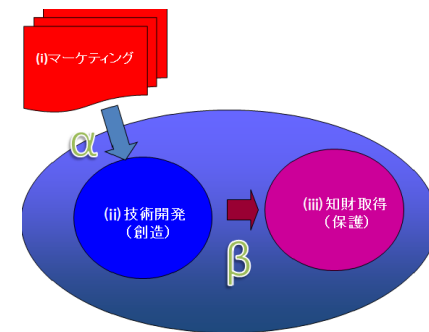 (i)マーケティング
α
(ii)技術開発
（創造）
(iii)知財取得
（保護）
β